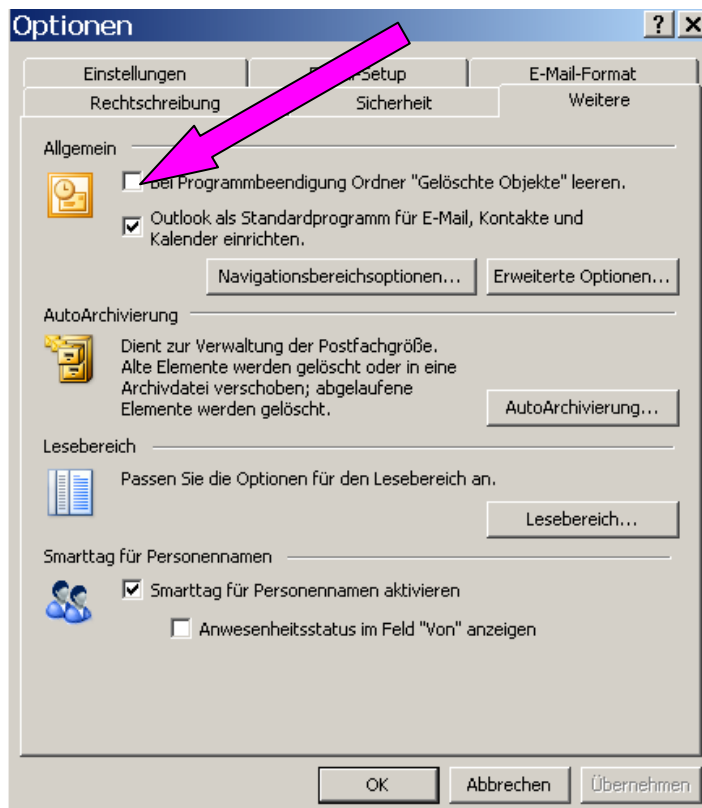 Optionen
Einstellungen
-Setup
E-Mail-Format
Rechtschreibung
Sicherheit
Weitere
Allgemein
Bei Programmbeendigung Ordner "Gelöschte Objekte" leeren.
Outlook als Standardprogramm für E-Mail, Kontakte und
Kalender einrichten.
Navigationsbereichsoptionen...
Erweiterte Optionen...
AutoArchivierung
Dient zur Verwaltung der Postfachgröße.
Alte Elemente werden gelöscht oder in eine
Archivdatei verschoben; abgelaufene
Elemente werden gelöscht.
AutoArchivierung...
Lesebereich
Passen Sie die Optionen für den Lesebereich an.
Lesebereich...
Smarttag für Personennamen
Smarttag für Personennamen aktivieren
Anwesenheitsstatus im Feld "Von" anzeigen
OK
Abbrechen
Übernehmen